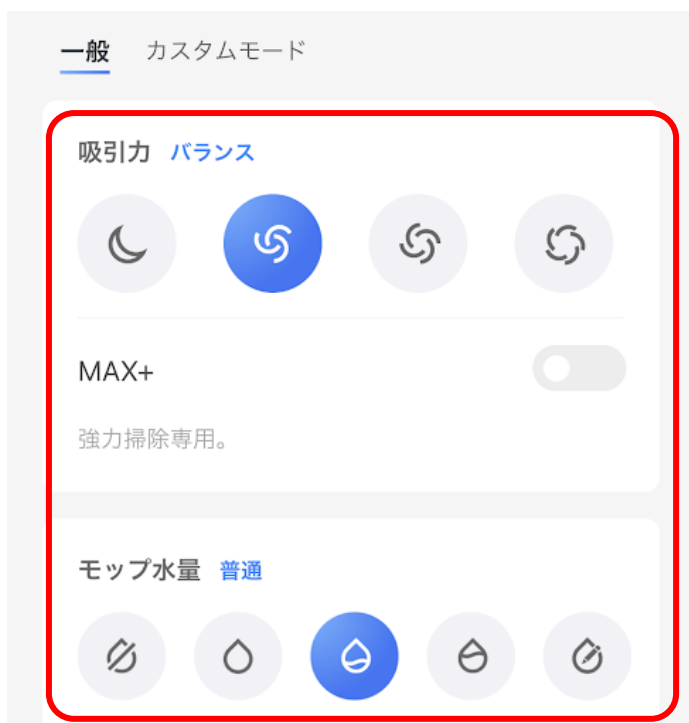 一般 カスタムモード
吸引力 バランス
MAX+
強力掃除専用。
モップ水量 普通